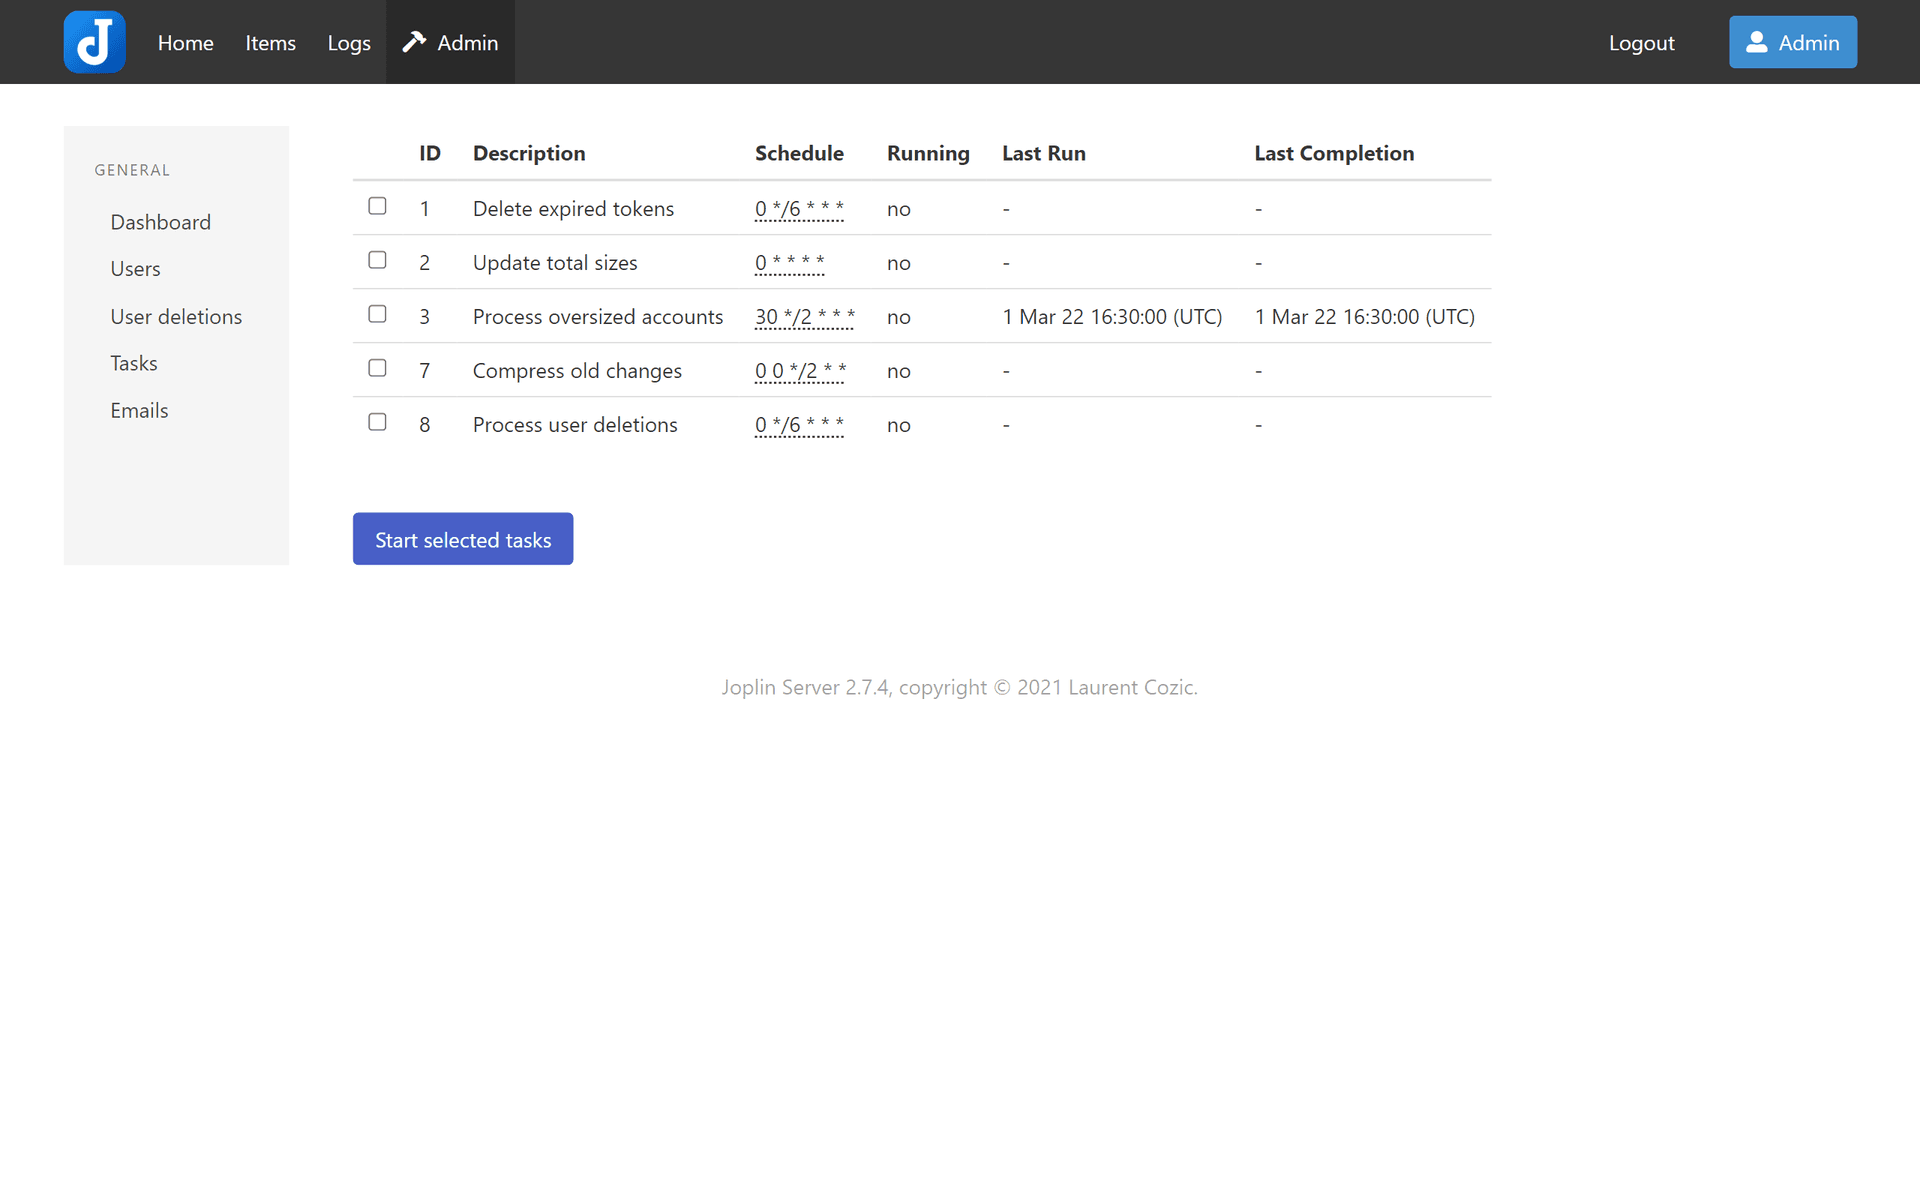 Home Items Logs Admin Logout Admin
GENERAL
Dashboard
Users
User deletions
Tasks
Emails
ID Description Schedule Running Last Run Last Completion
1 Delete expired tokens 0 */6 * * * no - -
2 Update total sizes 0 * * * * no - -
3 Process oversized accounts 30 */2 * * * no 1 Mar 22 16:30:00 (UTC) 1 Mar 22 16:30:00 (UTC)
7 Compress old changes 0 0 */2 * * no - -
8 Process user deletions 0 */6 * * * no - -
Start selected tasks
Joplin Server 2.7.4, copyright © 2021 Laurent Cozic.